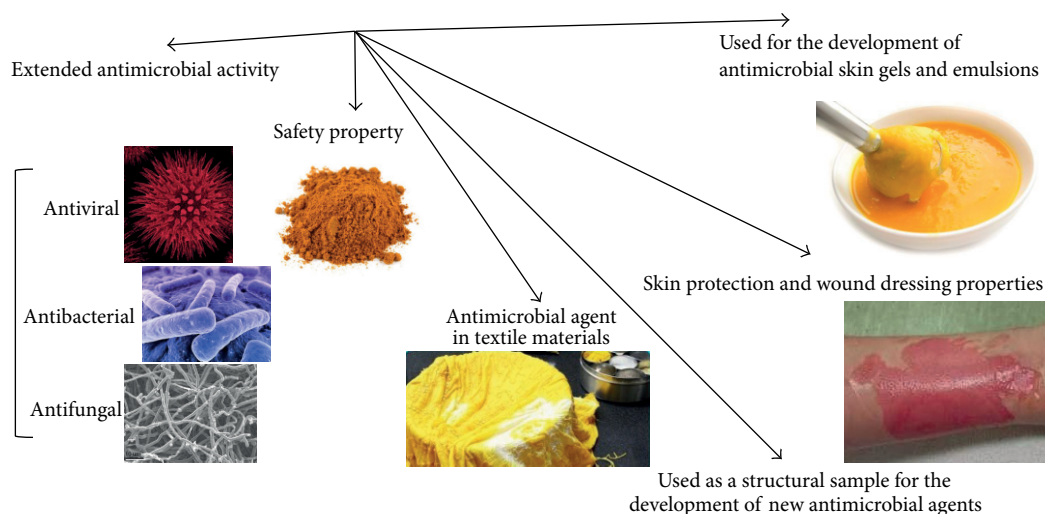 Extended antimicrobial activity
Used for the development of
antimicrobial skin gels and emulsions
Safety property
Antiviral
Antibacterial
Antifungal
Antimicrobial agent
in textile materials
Skin protection and wound dressing properties
Used as a structural sample for the
development of new antimicrobial agents